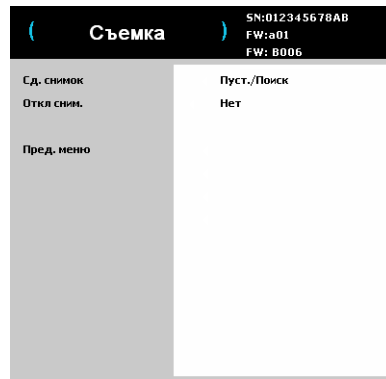 ( Съемка )
SN:012345678AB
FW:a01
FW: B006
Сд. снимок Пуст./Поиск
Откл сним. Нет
Пред. меню